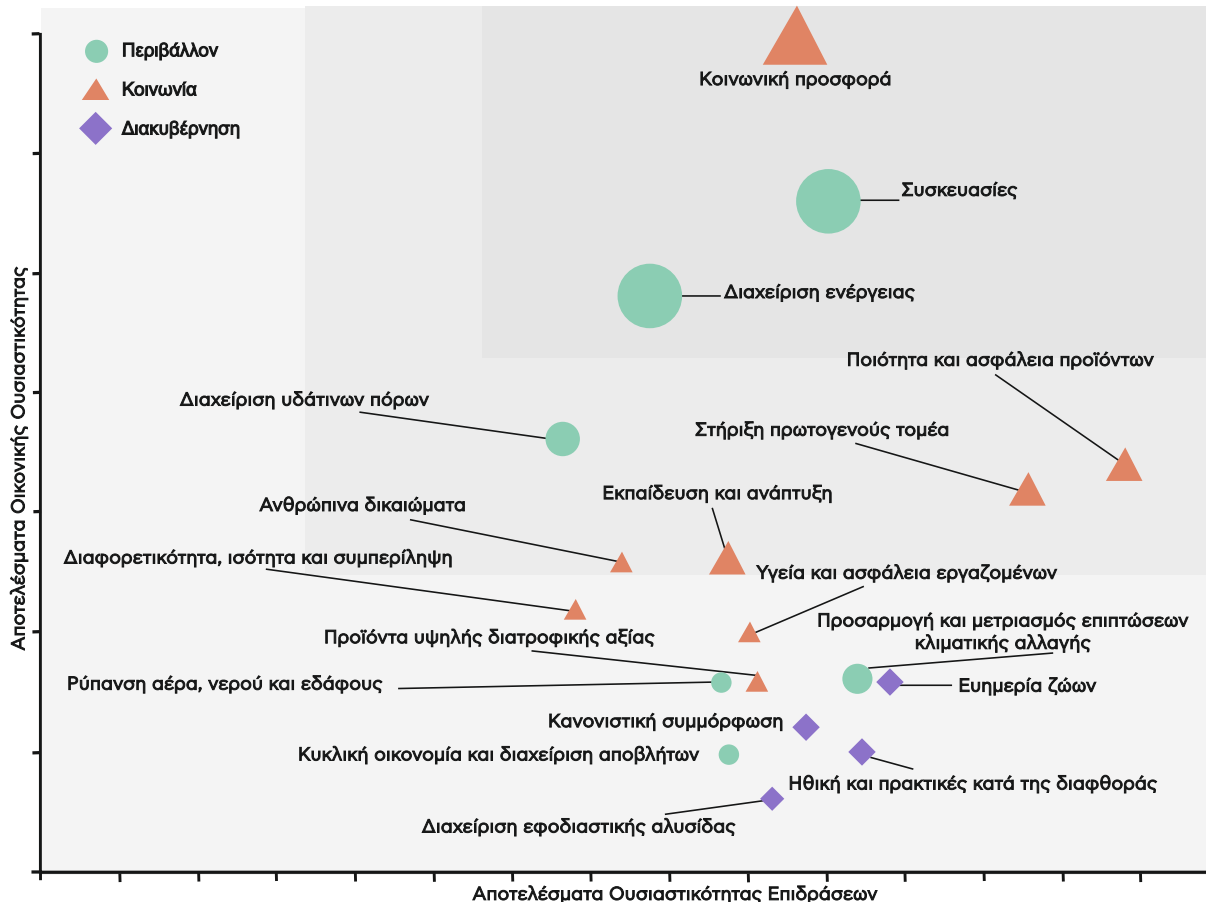 Περιβάλλον
Κοινωνία
Διακυβέρνηση
Κοινωνική προσφορά
Συσκευασίες
Διαχείριση ενέργειας
Ποιότητα και ασφάλεια προϊόντων
Διαχείριση υδάτινων πόρων
Στήριξη πρωτογενούς τομέα
Εκπαίδευση και ανάπτυξη
Ανθρώπινα δικαιώματα
Διαφορετικότητα, ισότητα και συμπερίληψη
Υγεία και ασφάλεια εργαζομένων
Προσαρμογή και μετριασμός επιπτώσεων
κλιματικής αλλαγής
Προϊόντα υψηλής διατροφικής αξίας
Ρύπανση αέρα, νερού και εδάφους
Ευημερία ζώων
Κανονιστική συμμόρφωση
Κυκλική οικονομία και διαχείριση αποβλήτων
Ηθική και πρακτικές κατά της διαφθοράς
Διαχείριση εφοδιαστικής αλυσίδας
Αποτελέσματα Οικονικής Ουσιαστικότητας
Αποτελέσματα Ουσιαστικότητας Επιδράσεων